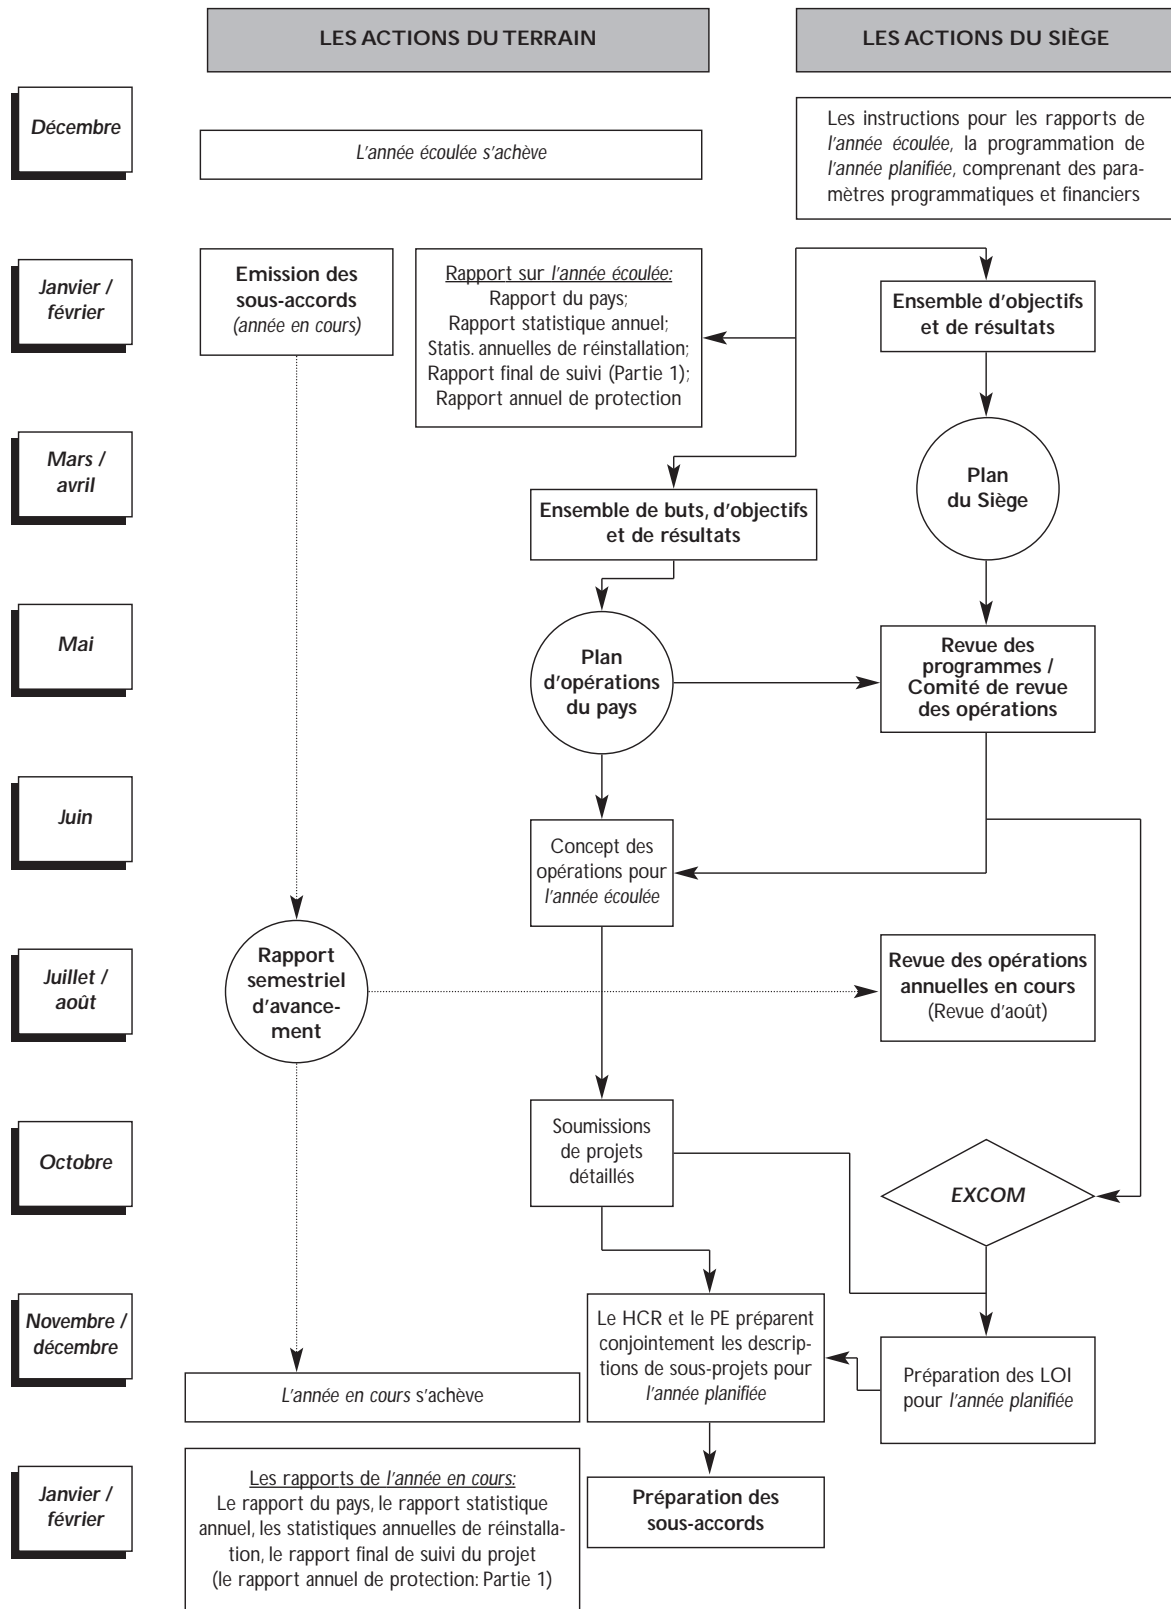 LES ACTIONS DU TERRAIN
LES ACTIONS DU SIÈGE
Décembre
L'année écoulée s'achève
Les instructions pour les rapports de
l'année écoulée, la programmation de
l'année planifiée, comprenant des para-
mètres programmatiques et financiers
Janvier /
février
Emission des
sous-accords
(année en cours)
Rapport sur l'année écoulée:
Rapport du pays;
Rapport statistique annuel;
Statis. annuelles de réinstallation;
Rapport final de suivi (Partie 1);
Rapport annuel de protection
Ensemble d'objectifs
et de résultats
Mars /
avril
Ensemble de buts, d'objectifs
et de résultats
Plan
du Siège
Mai
Plan
d'opérations
du pays
Revue des
programmes /
Comité de revue
des opérations
Juin
Concept des
opérations pour
l'année écoulée
Juillet /
août
Rapport
semestriel
d'avance-
ment
Revue des opérations
annuelles en cours
(Revue d'août)
Octobre
Soumissions
de projets
détaillés
EXCOM
Novembre /
décembre
L'année en cours s'achève
Le HCR et le PE préparent
conjointement les descrip-
tions de sous-projets pour
l'année planifiée
Préparation des LOI
pour l'année planifiée
Janvier /
février
Les rapports de l'année en cours:
Le rapport du pays, le rapport statistique
annuel, les statistiques annuelles de réinstalla-
tion, le rapport final de suivi du projet
(le rapport annuel de protection: Partie 1)
Préparation des
sous-accords